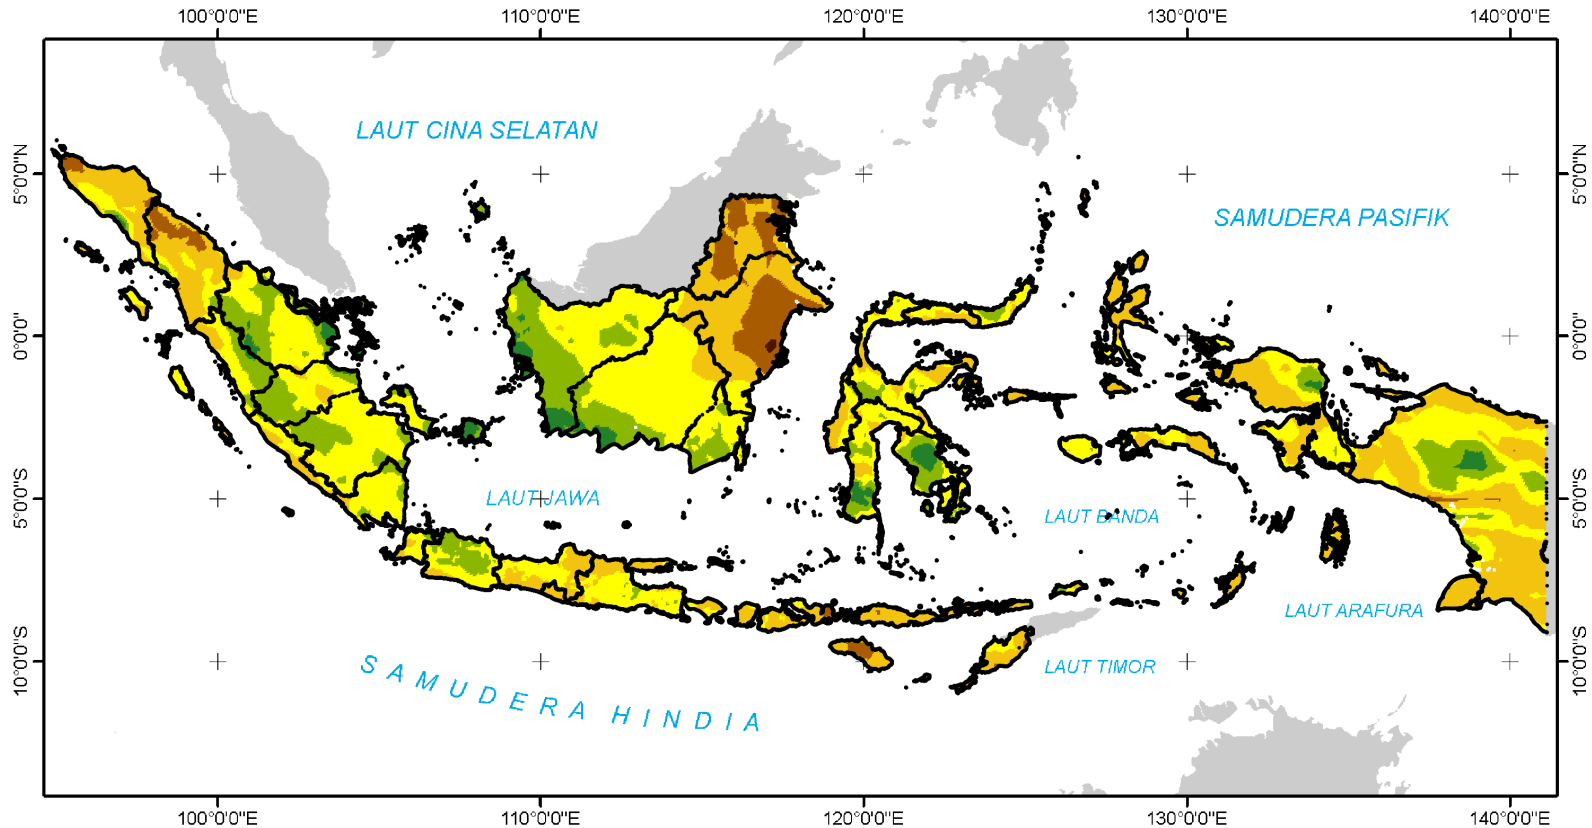 100°0'0"E 110°0'0"E 120°0'0"E 130°0'0"E 140°0'0"E
LAUT CINA SELATAN
5°0'0"N 5°0'0"N
SAMUDERA PASIFIK
0°0'0" 0°0'0"
LAUT JAWA
5°0'0"S 5°0'0"S
LAUT BANDA
LAUT ARAFURA
10°0'0"S 10°0'0"S
LAUT TIMOR
SAMUDERA HINDIA
100°0'0"E 110°0'0"E 120°0'0"E 130°0'0"E 140°0'0"E